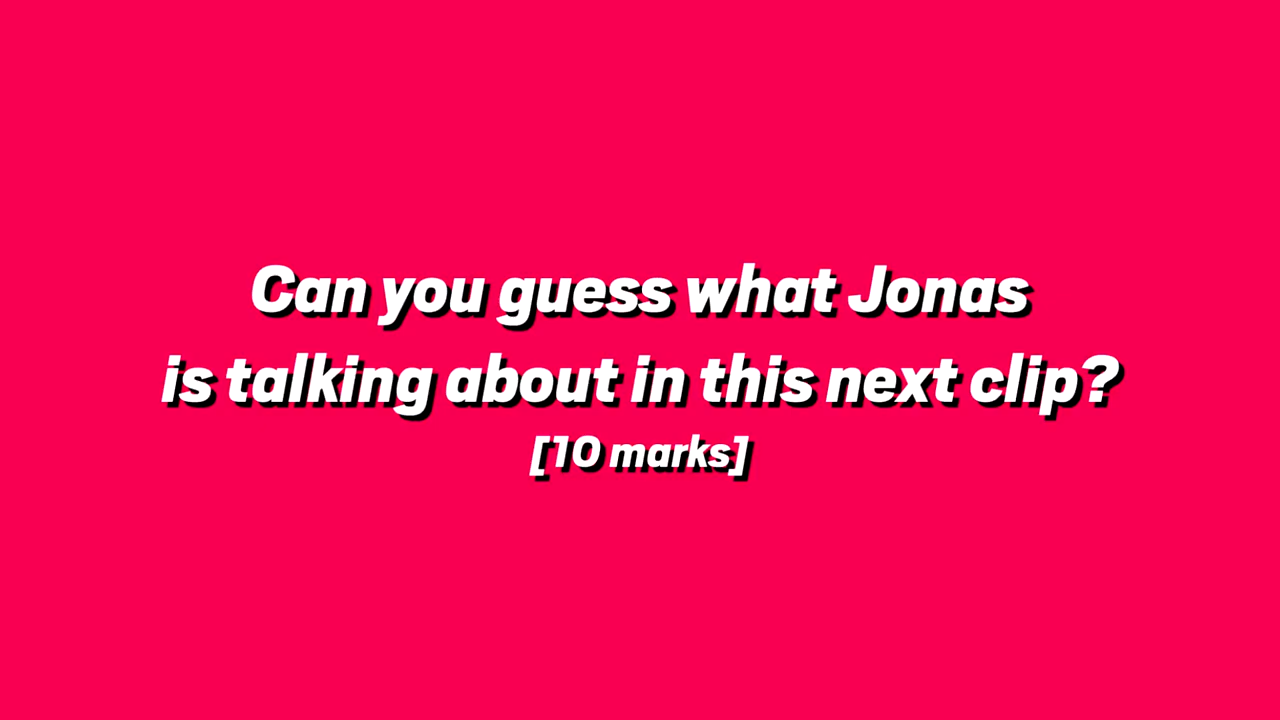 Can you guess what Jonas
is talking about in this next clip?
[10 marks]